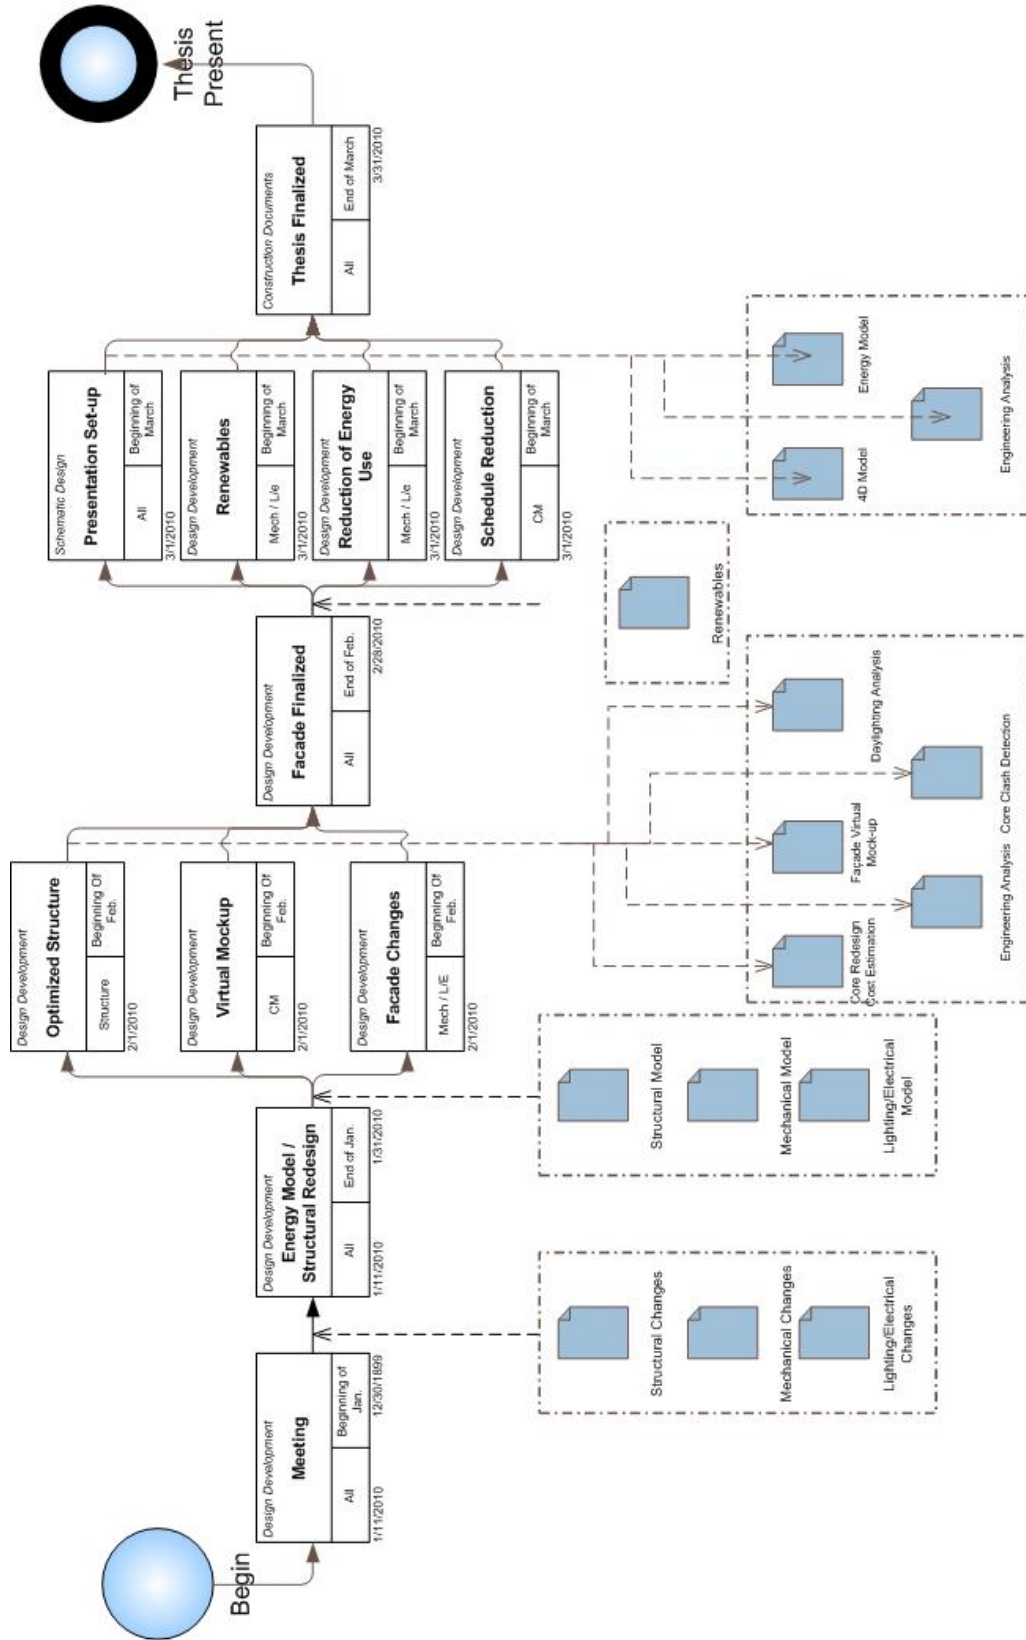 Begin
Design Development
Meeting
All
Beginning of
Jan.
1/11/2010
12/30/1899
Design Development
Energy Model /
Structural Redesign
All
End of Jan.
1/11/2010
1/31/2010
Design Development
Optimized Structure
Structure
Beginning Of
Feb.
2/1/2010
Design Development
Virtual Mockup
CM
Beginning Of
Feb.
2/1/2010
Design Development
Facade Changes
Mech / L/E
Beginning Of
Feb.
2/1/2010
Design Development
Facade Finalized
All
End of Feb.
2/28/2010
Schematic Design
Presentation Set-up
All
Beginning of
March
3/1/2010
Design Development
Renewables
Mech / L/e
Beginning of
March
3/1/2010
Design Development
Reduction of Energy
Use
Mech / L/e
Beginning of
March
3/1/2010
Design Development
Schedule Reduction
CM
Beginning of
March
3/1/2010
Construction Documents
Thesis Finalized
All
End of March
3/31/2010
Thesis
Present
Structural Changes
Mechanical Changes
Lighting/Electrical
Changes
Structural Model
Mechanical Model
Lighting/Electrical
Model
Core Redesign
Cost Estimation
Façade Virtual
Mock-up
Daylighting Analysis
Engineering Analysis
Core Clash Detection
Renewables
4D Model
Energy Model
Engineering Analysis